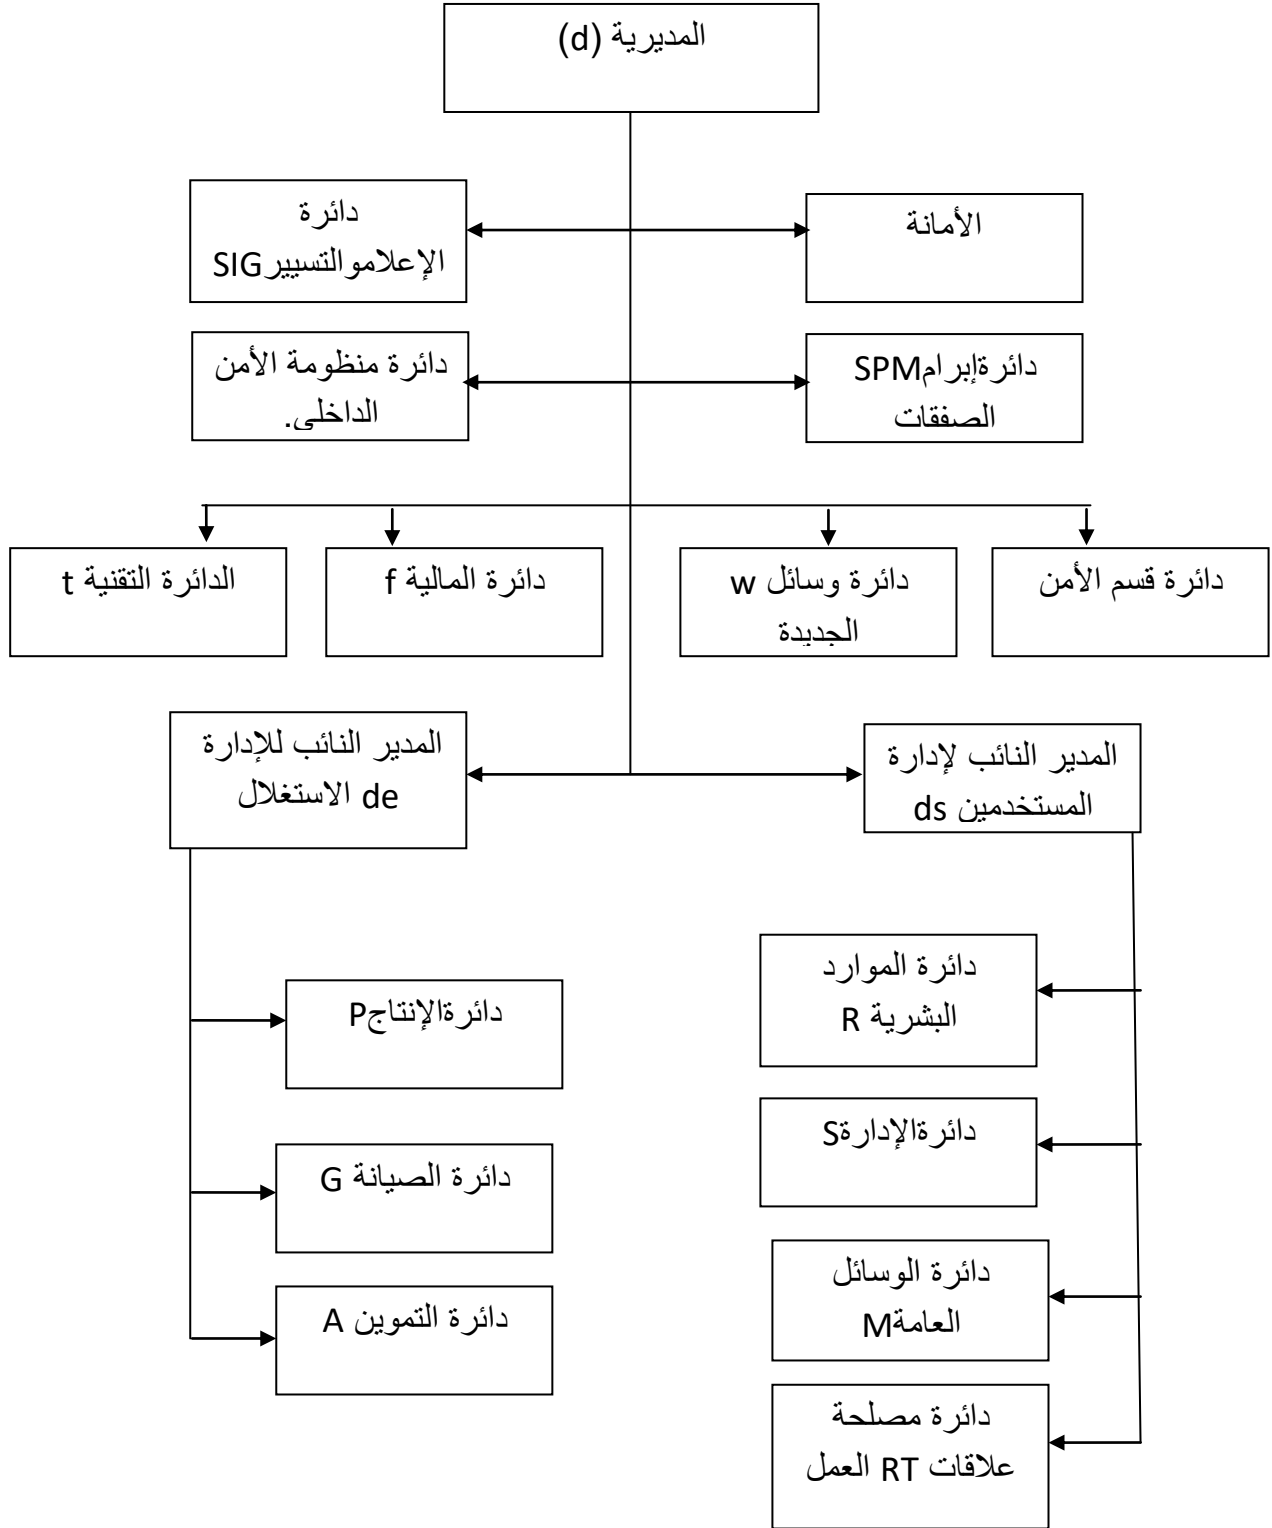 المديرية (d)
الأمانة
دائرة
الإعلاموالتسييرSIG
دائرةإبرامSPM
الصفقات
دائرة منظومة الأمن
الداخلي.
دائرة قسم الأمن
دائرة وسائل w
الجديدة
دائرة المالية f
الدائرة التقنية t
المدير النائب لإدارة
المستخدمين ds
المدير النائب للإدارة
de الاستغلال
دائرة الموارد
البشرية R
دائرةالإدارةS
دائرة الوسائل
العامةM
دائرة مصلحة
علاقات RT العمل
دائرةالإنتاجP
دائرة الصيانة G
دائرة التموين A